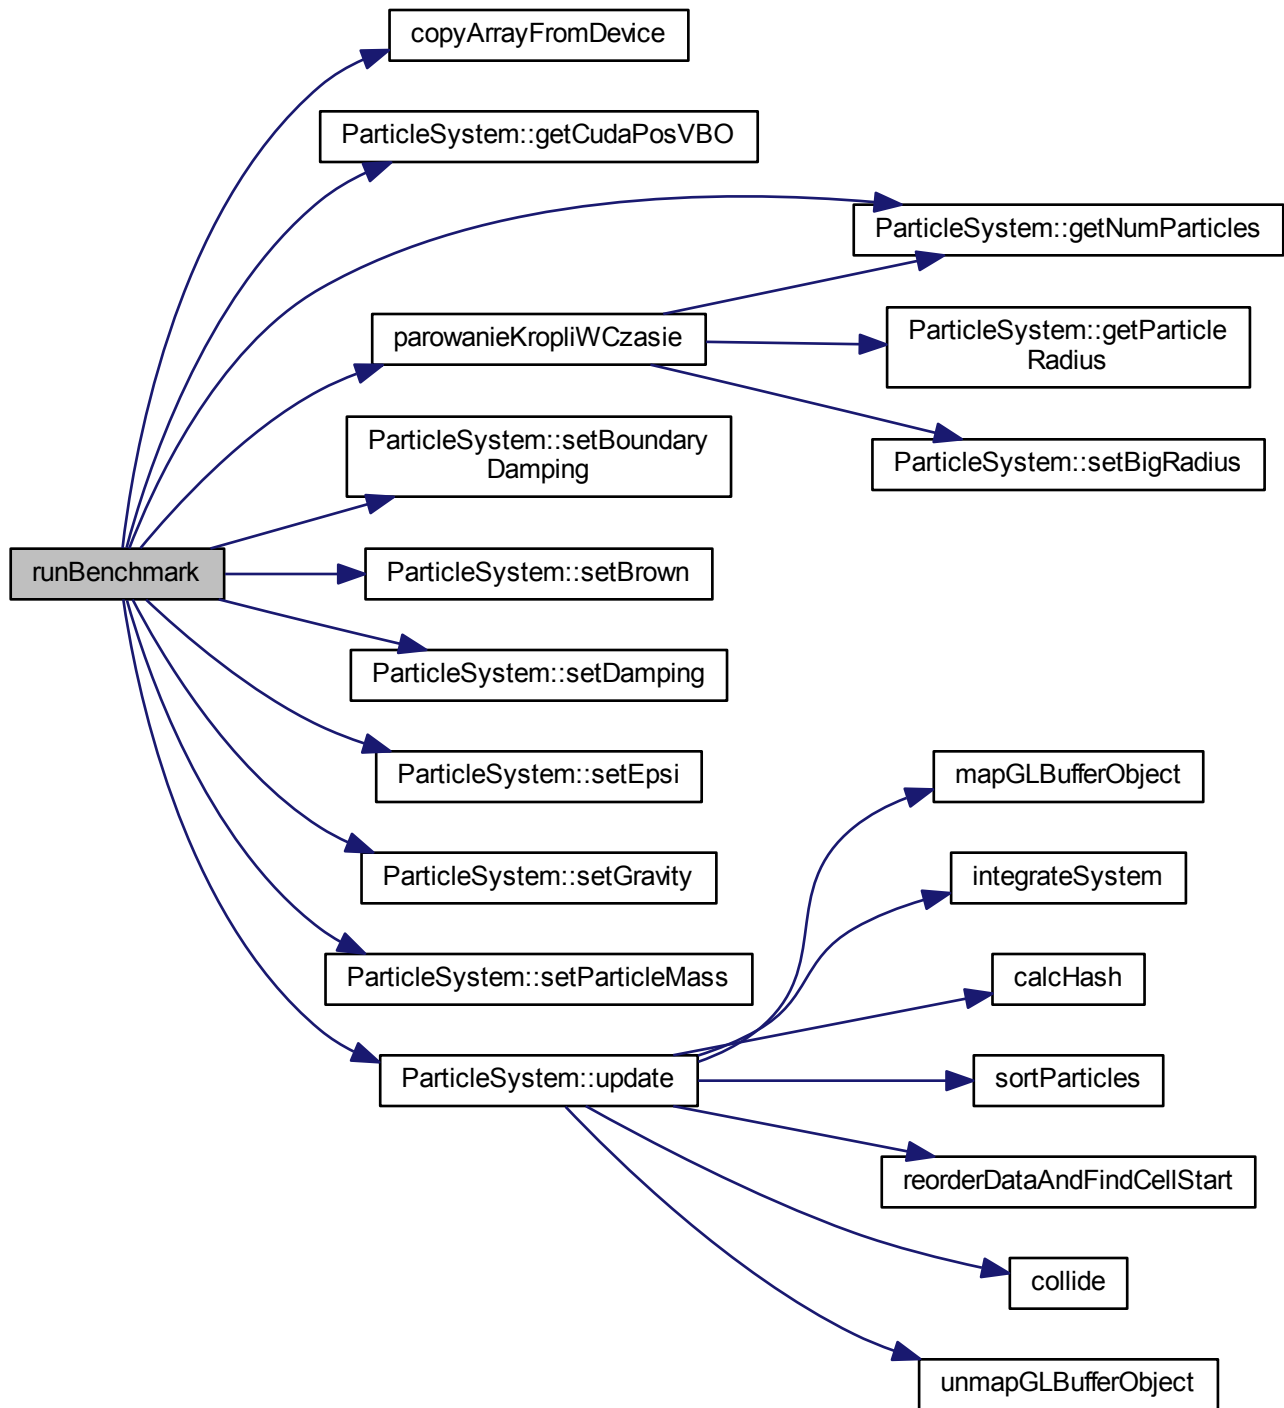 copyArrayFromDevice
ParticleSystem::getCudaPosVBO
ParticleSystem::getNumParticles
parowanieKropliWCzasie
ParticleSystem::getParticle
Radius
ParticleSystem::setBoundary
Damping
ParticleSystem::setBigRadius
runBenchmark
ParticleSystem::setBrown
ParticleSystem::setDamping
ParticleSystem::setEpsi
mapGLBufferObject
ParticleSystem::setGravity
integrateSystem
ParticleSystem::setParticleMass
calcHash
ParticleSystem::update
sortParticles
reorderDataAndFindCellStart
collide
unmapGLBufferObject